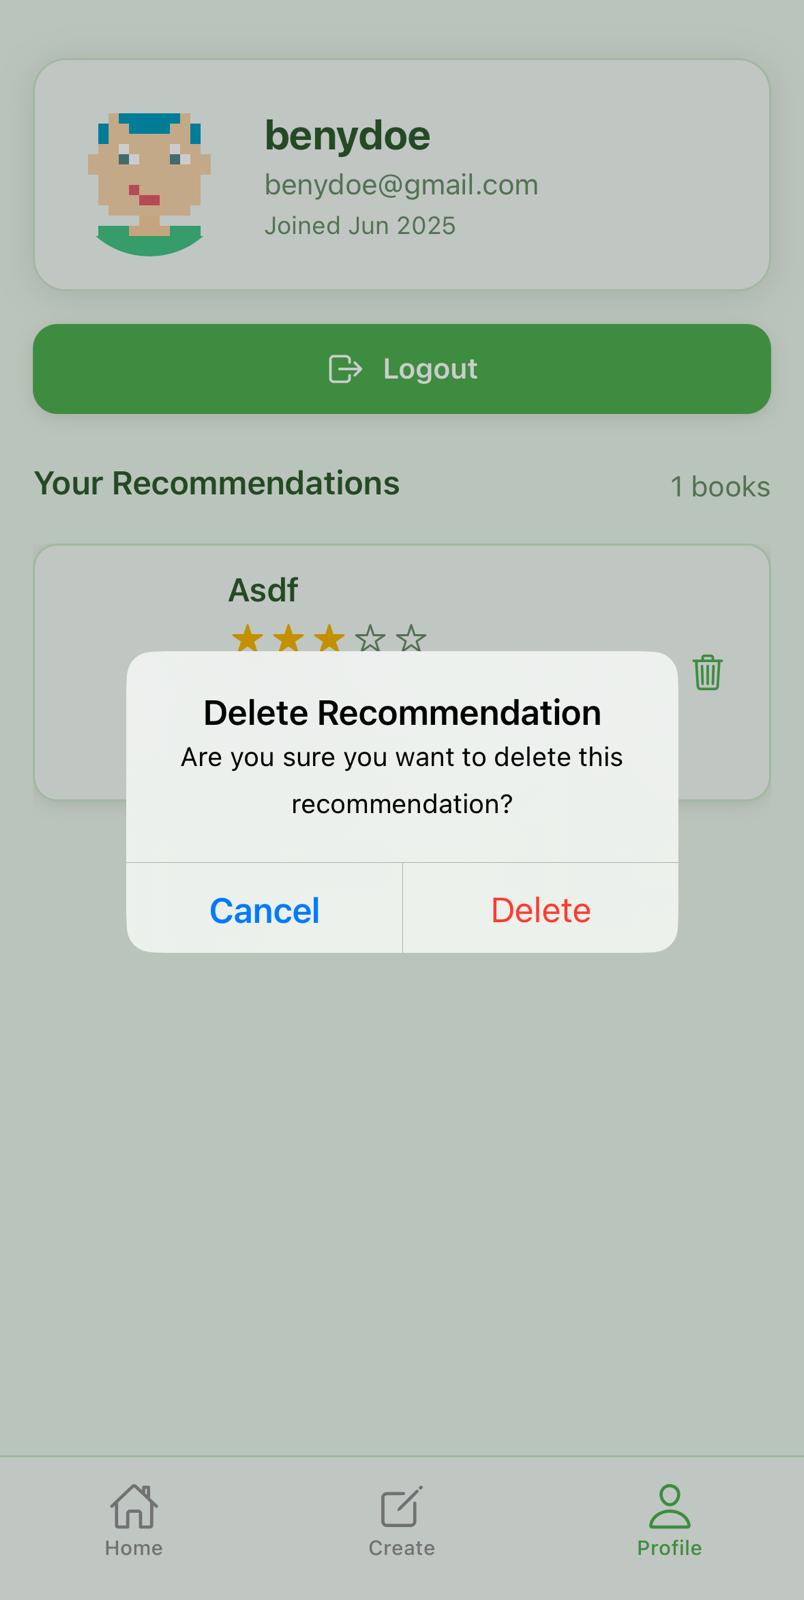 benydoe
benydoe@gmail.com
Joined Jun 2025
Logout
Your Recommendations
1 books
Asdf
Delete Recommendation
Are you sure you want to delete this
recommendation?
Cancel
Delete
Home
Create
Profile